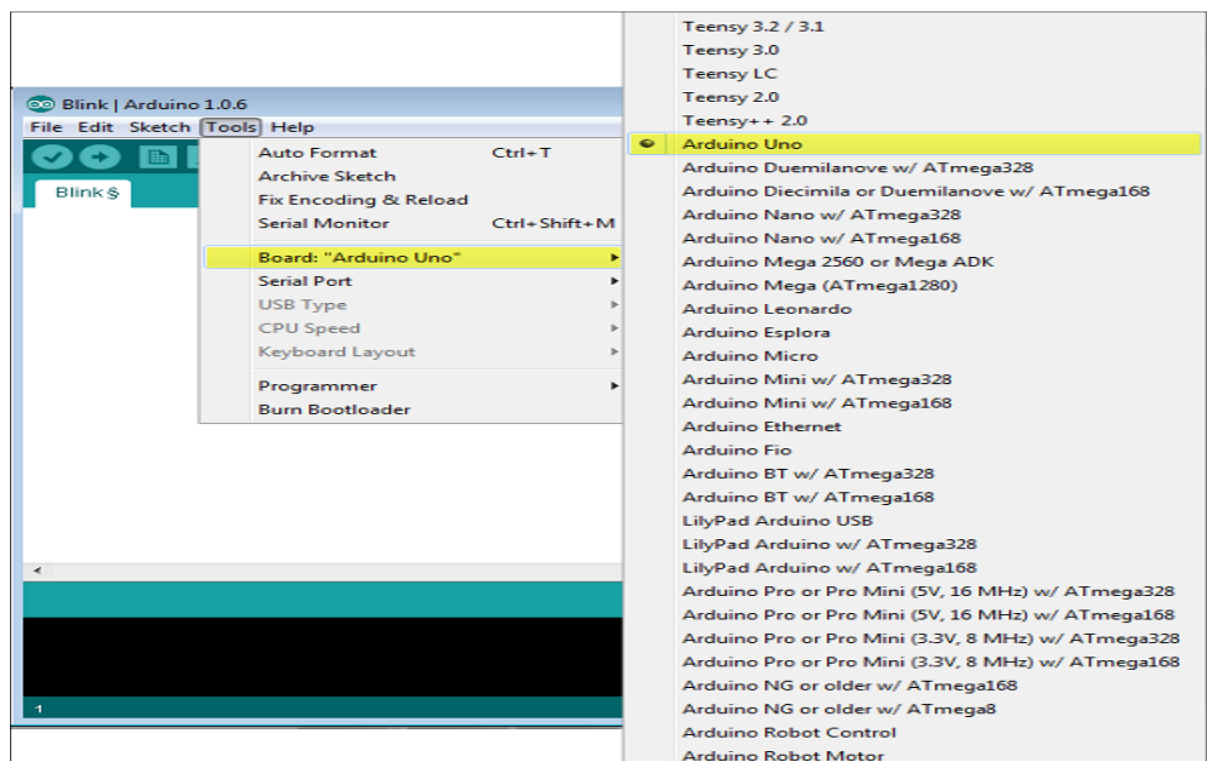 Blink | Arduino 1.0.6
File Edit Sketch Tools Help
Blink §
Auto Format Ctrl+T
Archive Sketch
Fix Encoding & Reload
Serial Monitor Ctrl+Shift+M
Board: "Arduino Uno"
Serial Port
USB Type
CPU Speed
Keyboard Layout
Programmer
Burn Bootloader
1
Teensy 3.2 / 3.1
Teensy 3.0
Teensy LC
Teensy 2.0
Teensy++ 2.0
Arduino Uno
Arduino Duemilanove w/ ATmega328
Arduino Diecimila or Duemilanove w/ ATmega168
Arduino Nano w/ ATmega328
Arduino Nano w/ ATmega168
Arduino Mega 2560 or Mega ADK
Arduino Mega (ATmega1280)
Arduino Leonardo
Arduino Esplora
Arduino Micro
Arduino Mini w/ ATmega328
Arduino Mini w/ ATmega168
Arduino Ethernet
Arduino Fio
Arduino BT w/ ATmega328
Arduino BT w/ ATmega168
LilyPad Arduino USB
LilyPad Arduino w/ ATmega328
LilyPad Arduino w/ ATmega168
Arduino Pro or Pro Mini (5V, 16 MHz) w/ ATmega328
Arduino Pro or Pro Mini (5V, 16 MHz) w/ ATmega168
Arduino Pro or Pro Mini (3.3V, 8 MHz) w/ ATmega328
Arduino Pro or Pro Mini (3.3V, 8 MHz) w/ ATmega168
Arduino NG or older w/ ATmega168
Arduino NG or older w/ ATmega8
Arduino Robot Control
Arduino Robot Motor